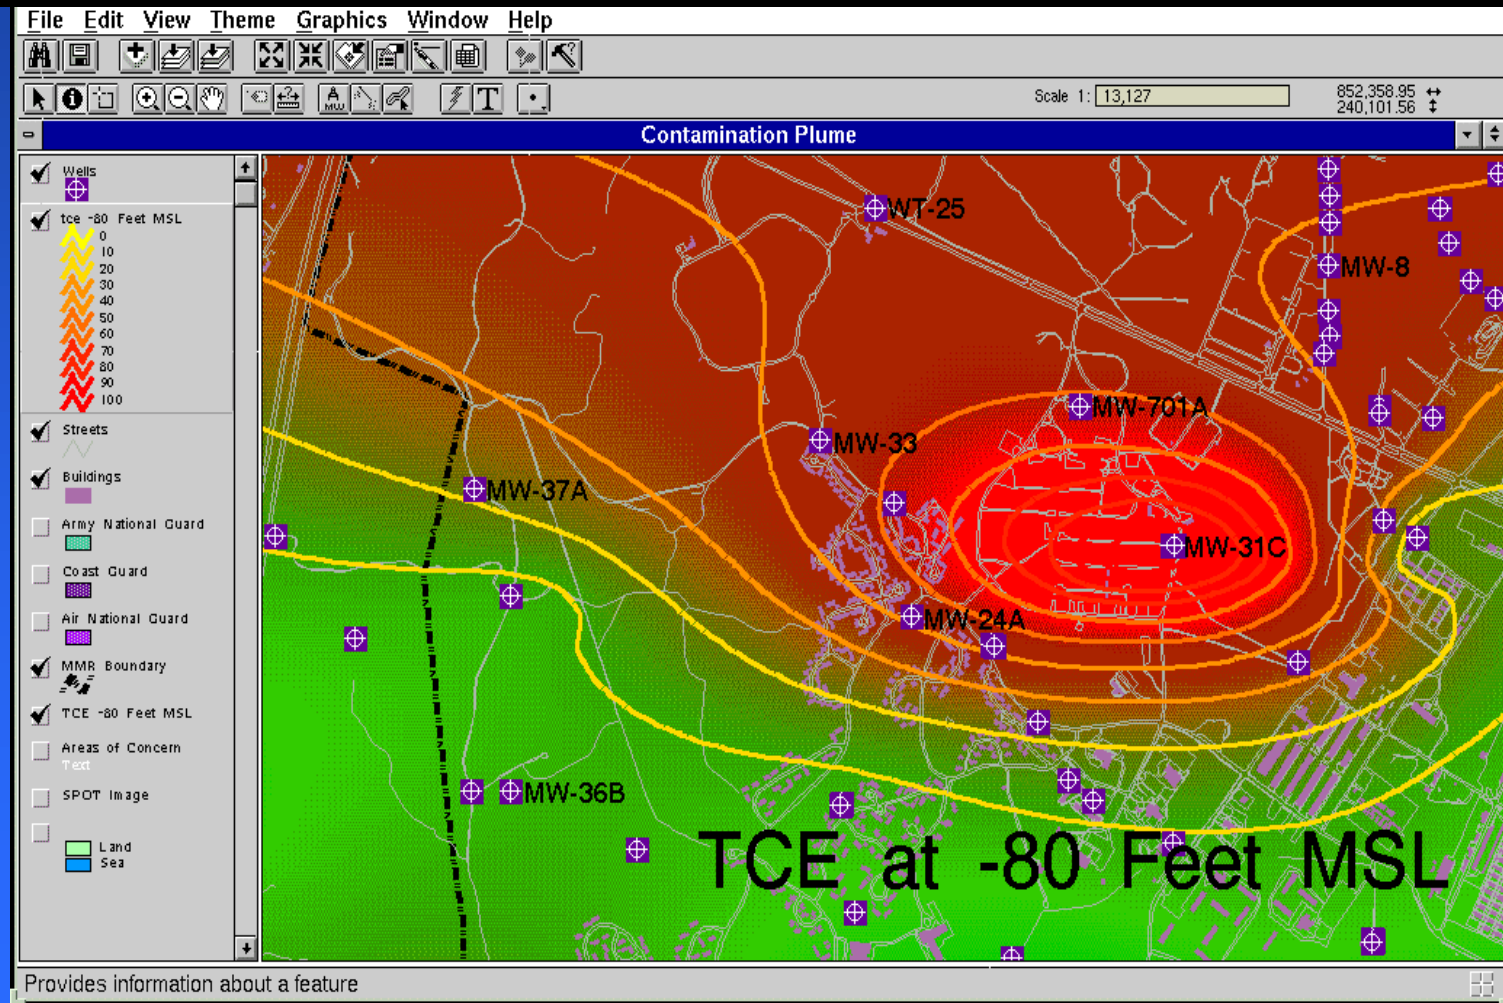 File Edit View Theme Graphics Window Help
A
MW
T
Scale 1: 13,127
852,358.95
240,101.56
Contamination Plume
Wells
tce -80 Feet MSL
0
10
20
30
40
50
60
70
80
90
100
Streets
Buildings
Army National Guard
Coast Guard
Air National Guard
MMR Boundary
TCE -80 Feet MSL
Areas of Concern
Text
SPOT Image
Land
Sea
WT-25
MW-8
MW-701A
MW-33
MW-37A
MW-31C
MW-24A
MW-36B
TCE at -80 Feet MSL
Provides information about a feature